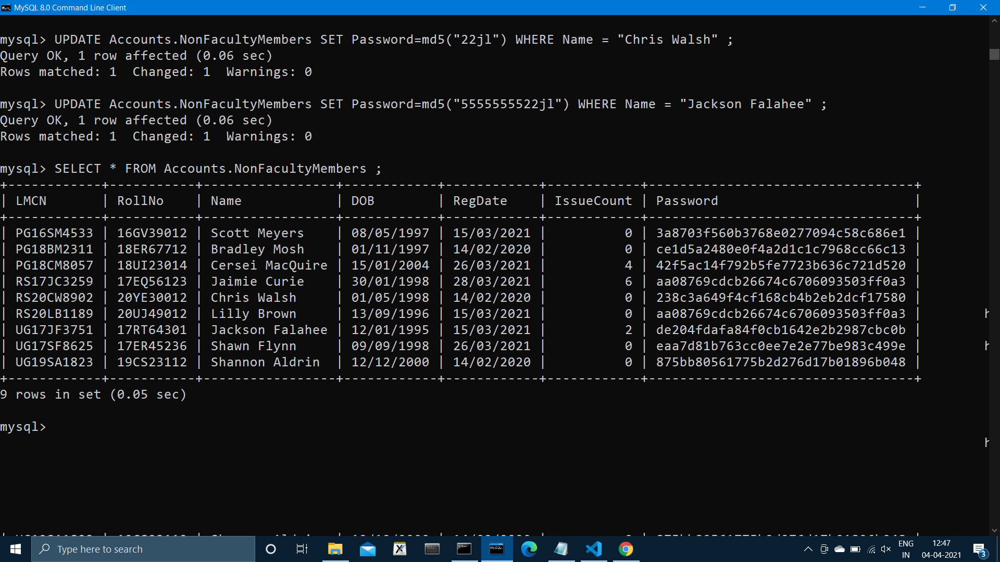 MySQL 8.0 Command Line Client
mysql> UPDATE Accounts.NonFacultyMembers SET Password=md5("22jl") WHERE Name = "Chris Walsh" ;
Query OK, 1 row affected (0.06 sec)
Rows matched: 1  Changed: 1  Warnings: 0
mysql> UPDATE Accounts.NonFacultyMembers SET Password=md5("5555555522jl") WHERE Name = "Jackson Falahee" ;
Query OK, 1 row affected (0.06 sec)
Rows matched: 1  Changed: 1  Warnings: 0
mysql> SELECT * FROM Accounts.NonFacultyMembers ;
+------------+-----------+-----------------+------------+------------+------------+----------------------------------+
| LMCN       | RollNo    | Name            | DOB        | RegDate    | IssueCount | Password                         |
+------------+-----------+-----------------+------------+------------+------------+----------------------------------+
| PG16SM4533 | 16GV39012 | Scott Meyers    | 08/05/1997 | 15/03/2021 |          0 | 3a8703f560b3768e0277094c58c686e1 |
| PG18BM2311 | 18ER67712 | Bradley Mosh    | 01/11/1997 | 14/02/2020 |          0 | ce1d5a2480e0f4a2d1c1c7968cc66c13 |
| PG18CM8057 | 18UI23014 | Cersei MacQuire | 15/01/2004 | 26/03/2021 |          4 | 42f5ac14f792b5fe7723b636c721d520 |
| RS17JC3259 | 17EQ56123 | Jaimie Curie    | 30/01/1998 | 28/03/2021 |          6 | aa08769cdcb26674c6706093503ff0a3 |
| RS20CW8902 | 20YE30012 | Chris Walsh     | 01/05/1998 | 14/02/2020 |          0 | 238c3a649f4cf168cb4b2eb2dcf17580 |
| RS20LB1189 | 20UJ49012 | Lilly Brown     | 13/09/1996 | 15/03/2021 |          0 | aa08769cdcb26674c6706093503ff0a3 |
| UG17JF3751 | 17RT64301 | Jackson Falahee | 12/01/1995 | 15/03/2021 |          2 | de204fdafa84f0cb1642e2b2987cbc0b |
| UG17SF8625 | 17ER45236 | Shawn Flynn     | 09/09/1998 | 26/03/2021 |          0 | eaa7d81b763cc0ee7e2e77be983c499e |
| UG19SA1823 | 19CS23112 | Shannon Aldrin  | 12/12/2000 | 14/02/2020 |          0 | 875bb80561775b2d276d17b01896b048 |
+------------+-----------+-----------------+------------+------------+------------+----------------------------------+
9 rows in set (0.05 sec)
mysql>
Type here to search
ENG
IN
12:47
04-04-2021
3